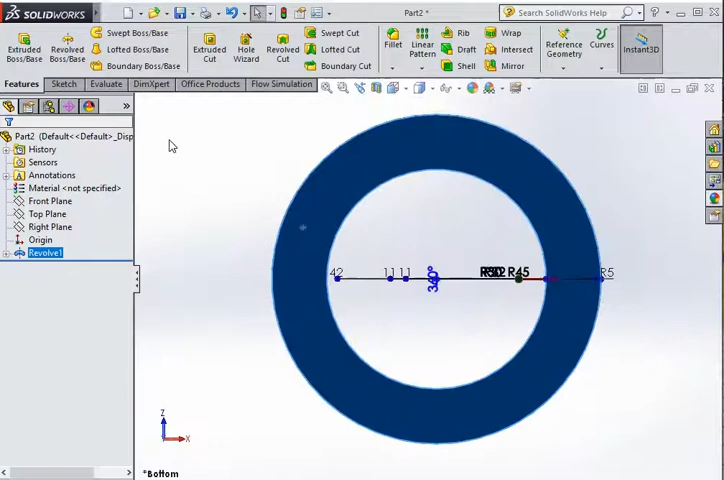 SOLIDWORKS
Part2 *
Search SolidWorks Help
Extruded Boss/Base
Revolved Boss/Base
Swept Boss/Base
Lofted Boss/Base
Boundary Boss/Base
Extruded Cut
Hole Wizard
Revolved Cut
Swept Cut
Lofted Cut
Boundary Cut
Fillet
Linear Pattern
Rib
Draft
Shell
Wrap
Intersect
Mirror
Reference Geometry
Curves
Instant3D
Features
Sketch
Evaluate
DimXpert
Office Products
Flow Simulation
Part2 (Default<<Default>_Disp
History
Sensors
Annotations
Material <not specified>
Front Plane
Top Plane
Right Plane
Origin
Revolve1
42 11 11 360° R45 R5
Z
X
*Bottom